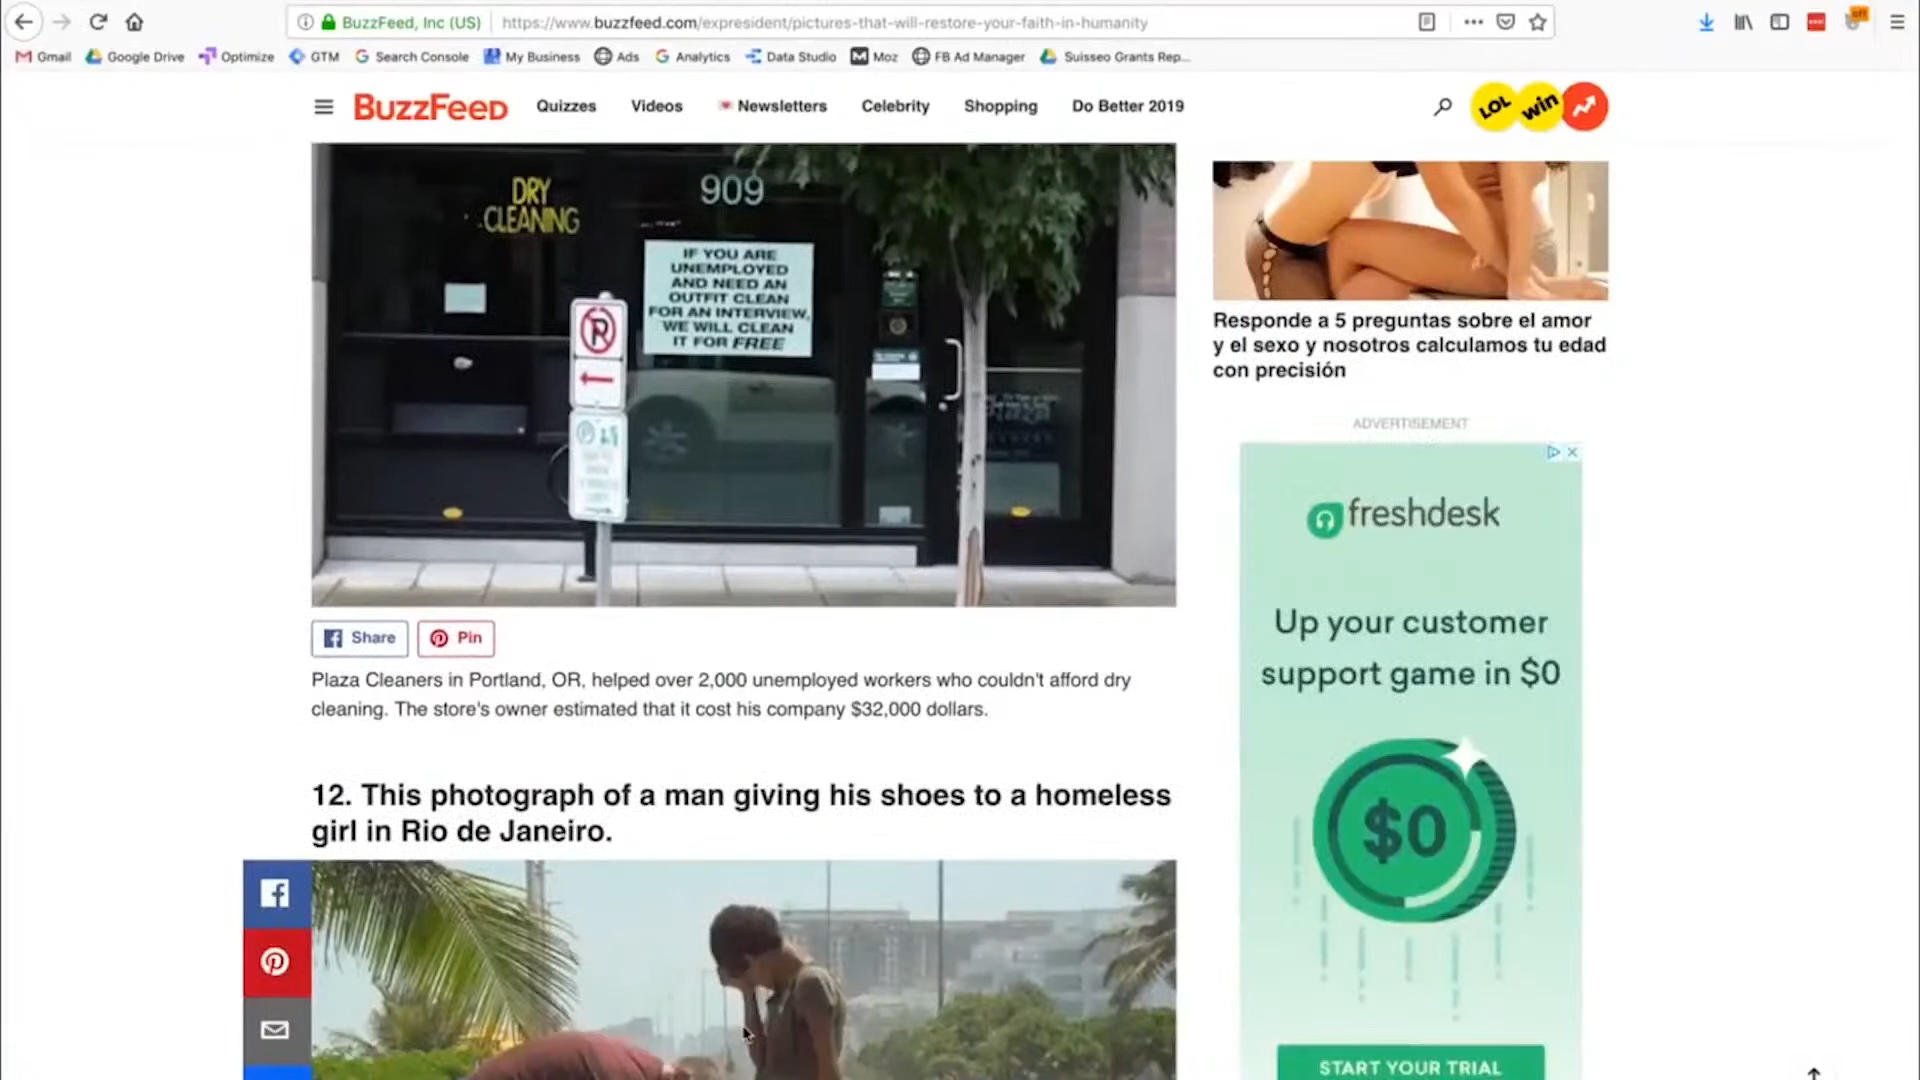 BuzzFeed, Inc (US)
https://www.buzzfeed.com/expresident/pictures-that-will-restore-your-faith-in-humanity
Gmail
Google Drive
Optimize
GTM
Search Console
My Business
Ads
Analytics
Data Studio
Moz
FB Ad Manager
Suisseo Grants Rep...
BuzzFeed
Quizzes
Videos
Newsletters
Celebrity
Shopping
Do Better 2019
LOL
win
DRY
CLEANING
909
IF YOU ARE
UNEMPLOYED
AND NEED AN
OUTFIT CLEAN
FOR AN INTERVIEW,
WE WILL CLEAN
IT FOR FREE
P
Share
Pin
Plaza Cleaners in Portland, OR, helped over 2,000 unemployed workers who couldn't afford dry
cleaning. The store's owner estimated that it cost his company $32,000 dollars.
12. This photograph of a man giving his shoes to a homeless
girl in Rio de Janeiro.
Responde a 5 preguntas sobre el amor
y el sexo y nosotros calculamos tu edad
con precisión
ADVERTISEMENT
freshdesk
Up your customer
support game in $0
$0
START YOUR TRIAL
off